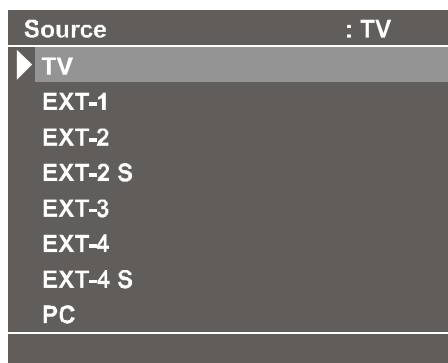 Source : TV
TV
EXT-1
EXT-2
EXT-2 S
EXT-3
EXT-4
EXT-4 S
PC